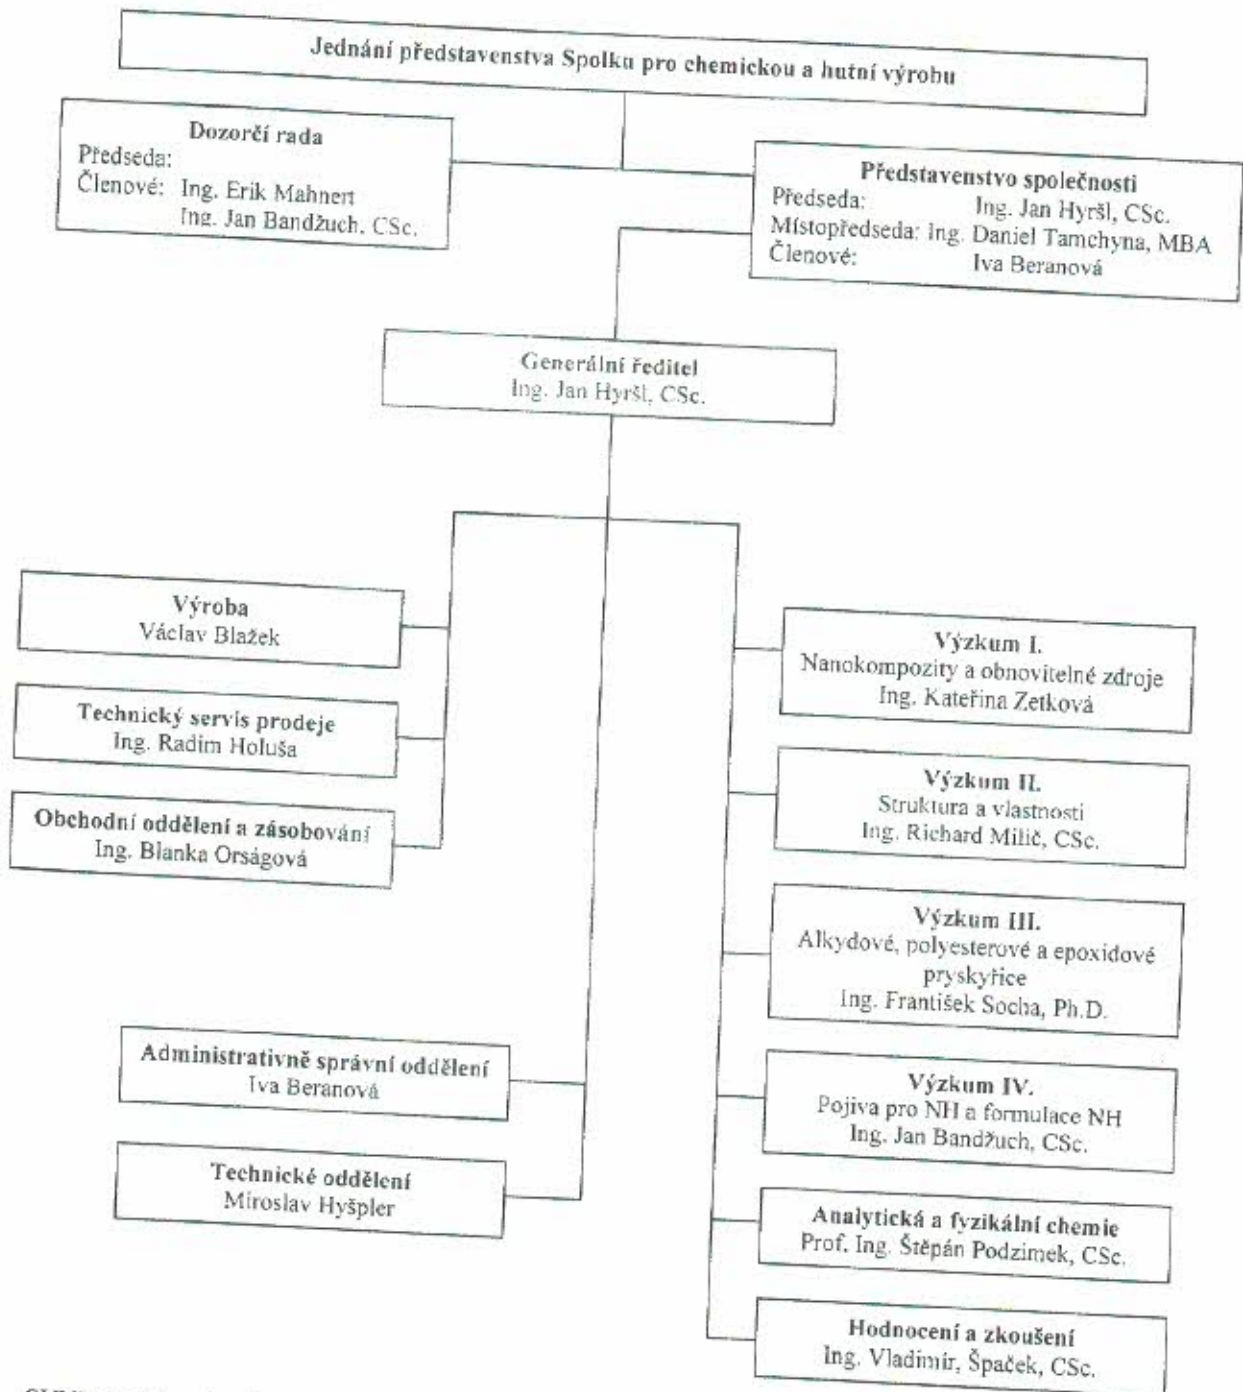 Jednání představenstva Spolku pro chemickou a hutní výrobu
Dozorčí rada
Předseda:
Členové: Ing. Erik Mahnert
Ing. Jan Bandžuch, CSc.
Představenstvo společnosti
Předseda: Ing. Jan Hyršl, CSc.
Místopředseda: Ing. Daniel Tamchyna, MBA
Členové: Iva Beranová
Generální ředitel
Ing. Jan Hyršl, CSc.
Výroba
Václav Blažek
Technický servis prodeje
Ing. Radim Holuša
Obchodní oddělení a zásobování
Ing. Blanka Orságová
Administrativně správní oddělení
Iva Beranová
Technické oddělení
Miroslav Hyšpler
Výzkum I.
Nanokompozity a obnovitelné zdroje
Ing. Kateřina Zetková
Výzkum II.
Struktura a vlastnosti
Ing. Richard Milič, CSc.
Výzkum III.
Alkydové, polyesterové a epoxidové
pryskyřice
Ing. František Socha, Ph.D.
Výzkum IV.
Pojiva pro NH a formulace NH
Ing. Jan Bandžuch, CSc.
Analytická a fyzikální chemie
Prof. Ing. Štěpán Podzimek, CSc.
Hodnocení a zkoušení
Ing. Vladimír, Špaček, CSc.